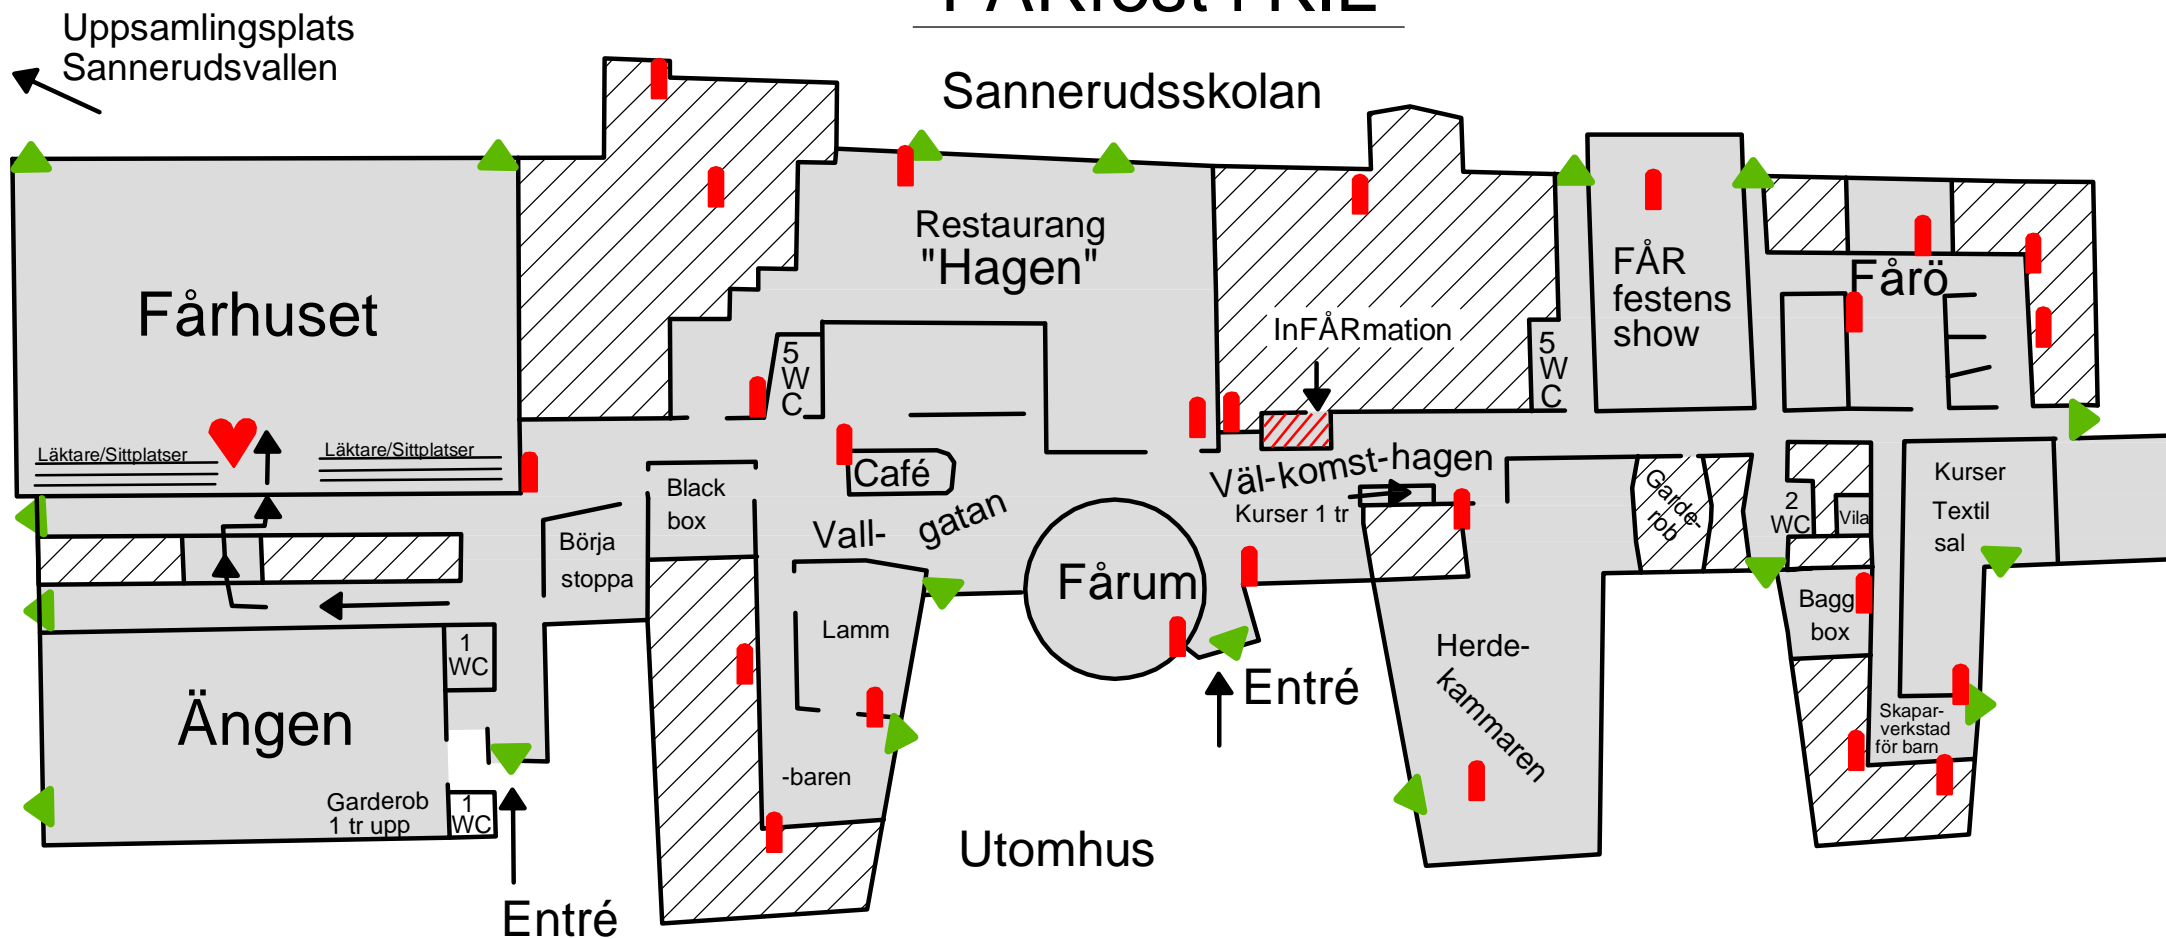 FÅRfest i KIL
Uppsamlingsplats
Sannerudsvallen
Sannerudsskolan
Restaurang
"Hagen"
Fårhuset
InFÅRmation
FÅR
festens
show
Fårö
5
W
C
5
W
C
Läktare/Sittplatser
Läktare/Sittplatser
Café
Black
box
Väl-komst-hagen
Kurser 1 tr
Garde-
rob
2
WC
Vila
Kurser
Textil
sal
Börja
stoppa
Vall-
gatan
Fårum
Lamm
-baren
1
WC
Ängen
Garderob
1 tr upp
1
WC
Entré
Entré
Herde-
kammaren
Bagg
box
Skapar-
verkstad
för barn
Utomhus